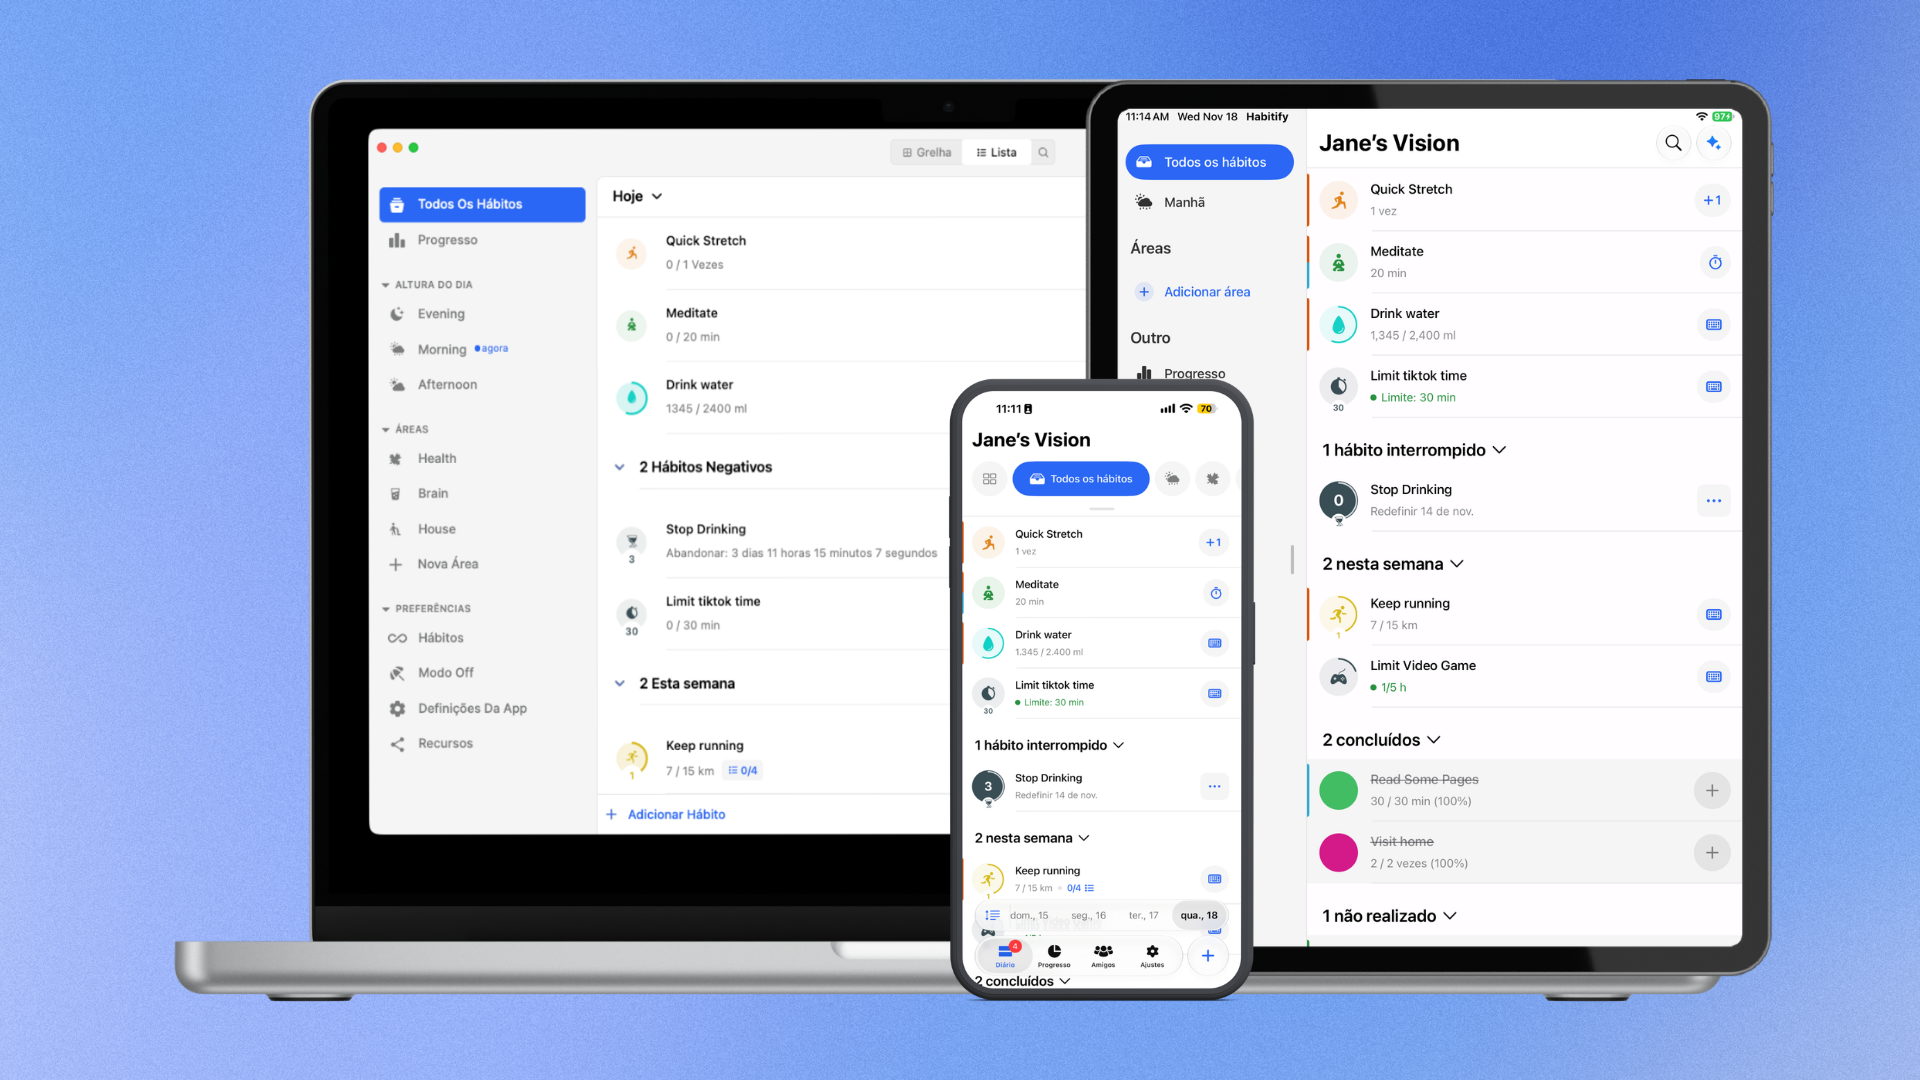 Grelha
Lista
Todos Os Hábitos
Progresso
ALTURA DO DIA
Evening
Morning
agora
Afternoon
ÁREAS
Health
Brain
House
Nova Área
PREFERÊNCIAS
Hábitos
Modo Off
Definições Da App
Recursos
Hoje
Quick Stretch
0 / 1 Vezes
Meditate
0 / 20 min
Drink water
1345 / 2400 ml
2 Hábitos Negativos
Stop Drinking
Abandonar: 3 dias 11 horas 15 minutos 7 segundos
3
Limit tiktok time
0 / 30 min
30
2 Esta semana
Keep running
7 / 15 km
0/4
1
Adicionar Hábito
11:11
70
Jane's Vision
Todos os hábitos
Quick Stretch
1 vez
+1
Meditate
20 min
Drink water
1.345 / 2.400 ml
Limit tiktok time
Limite: 30 min
30
1 hábito interrompido
Stop Drinking
3
Redefinir 14 de nov.
2 nesta semana
Keep running
7 / 15 km
0/4
1
dom., 15
seg., 16
ter., 17
qua., 18
4
Diário
Progresso
Amigos
Ajustes
2 concluídos
11:14 AM Wed Nov 18 Habitify
97
Todos os hábitos
Manhã
Áreas
Adicionar área
Outro
Progresso
Jane's Vision
Quick Stretch
1 vez
+1
Meditate
20 min
Drink water
1,345 / 2,400 ml
Limit tiktok time
Limite: 30 min
30
1 hábito interrompido
Stop Drinking
0
Redefinir 14 de nov.
2 nesta semana
Keep running
7 / 15 km
1
Limit Video Game
1/5 h
2 concluídos
Read Some Pages
30 / 30 min (100%)
Visit home
2 / 2 vezes (100%)
1 não realizado